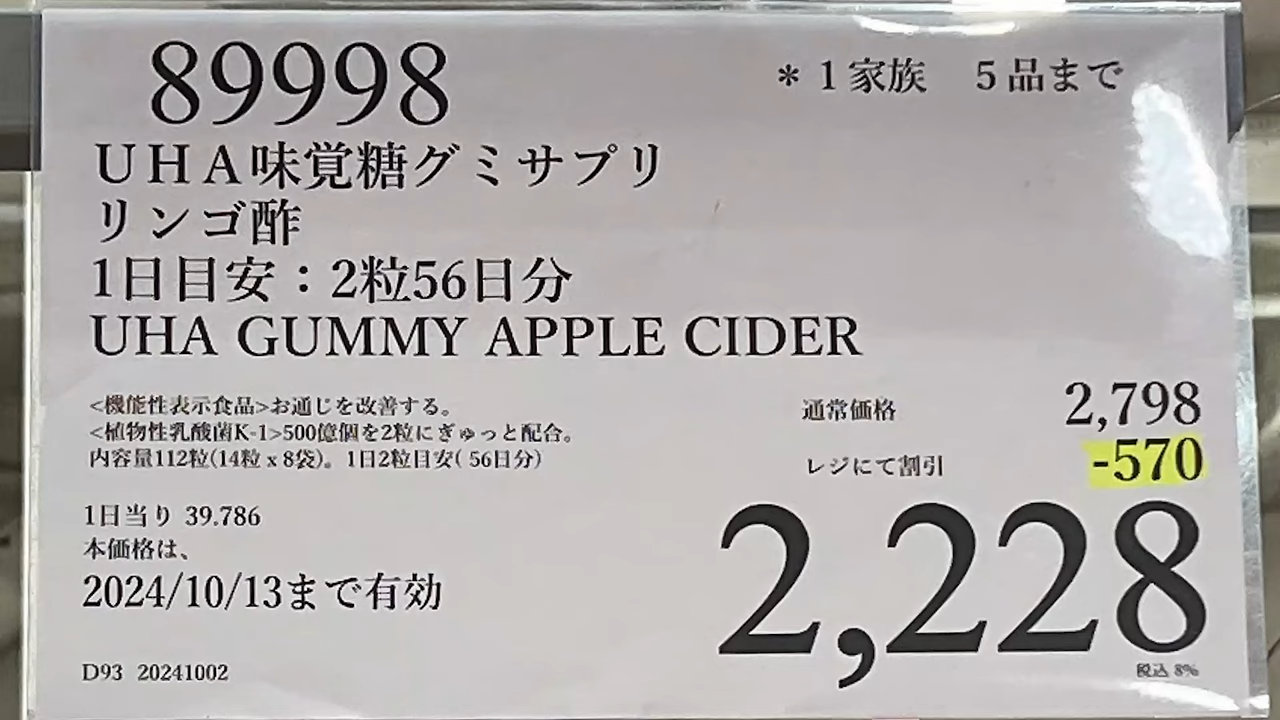 89998
＊１家族　５品まで
ＵＨＡ味覚糖グミサプリ
リンゴ酢
1日目安：2粒56日分
UHA GUMMY APPLE CIDER
<機能性表示食品>お通じを改善する。
<植物性乳酸菌K-1>500億個を2粒にぎゅっと配合。
内容量112粒(14粒 x 8袋)。1日2粒目安( 56日分)
通常価格 2,798
レジにて割引 -570
2,228
税込 8%
1日当り 39.786
本価格は、
2024/10/13まで有効
D93 20241002